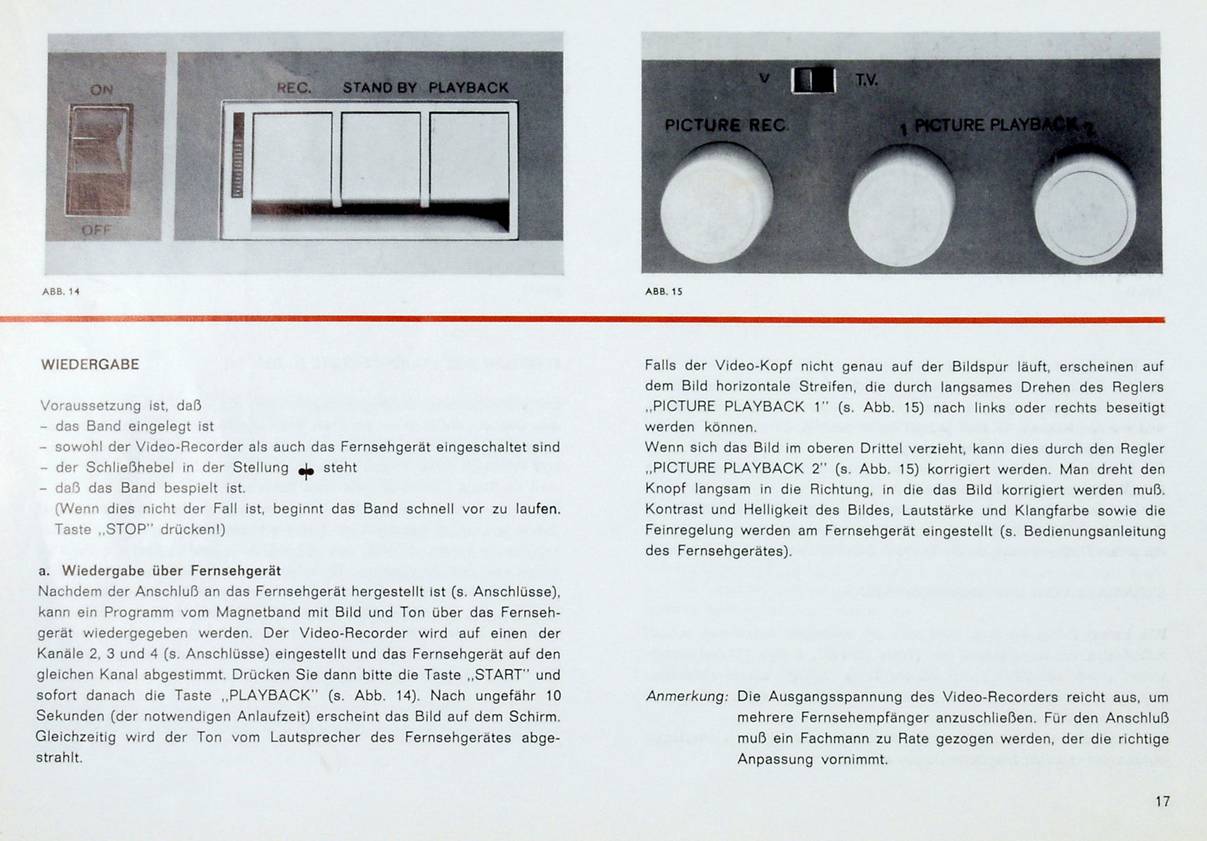 ON
OFF
REC. STAND BY PLAYBACK
ABB. 14
V T.V.
PICTURE REC. 1 PICTURE PLAYBACK 2
ABB. 15
WIEDERGABE
Voraussetzung ist, daß
– das Band eingelegt ist
– sowohl der Video-Recorder als auch das Fernsehgerät eingeschaltet sind
– der Schließhebel in der Stellung steht
– daß das Band bespielt ist.
(Wenn dies nicht der Fall ist, beginnt das Band schnell vor zu laufen.
Taste „STOP" drücken!)
a. Wiedergabe über Fernsehgerät
Nachdem der Anschluß an das Fernsehgerät hergestellt ist (s. Anschlüsse),
kann ein Programm vom Magnetband mit Bild und Ton über das Fernseh-
gerät wiedergegeben werden. Der Video-Recorder wird auf einen der
Kanäle 2, 3 und 4 (s. Anschlüsse) eingestellt und das Fernsehgerät auf den
gleichen Kanal abgestimmt. Drücken Sie dann bitte die Taste „START" und
sofort danach die Taste „PLAYBACK" (s. Abb. 14). Nach ungefähr 10
Sekunden (der notwendigen Anlaufzeit) erscheint das Bild auf dem Schirm.
Gleichzeitig wird der Ton vom Lautsprecher des Fernsehgerätes abge-
strahlt.
Falls der Video-Kopf nicht genau auf der Bildspur läuft, erscheinen auf
dem Bild horizontale Streifen, die durch langsames Drehen des Reglers
„PICTURE PLAYBACK 1" (s. Abb. 15) nach links oder rechts beseitigt
werden können.
Wenn sich das Bild im oberen Drittel verzieht, kann dies durch den Regler
„PICTURE PLAYBACK 2" (s. Abb. 15) korrigiert werden. Man dreht den
Knopf langsam in die Richtung, in die das Bild korrigiert werden muß.
Kontrast und Helligkeit des Bildes, Lautstärke und Klangfarbe sowie die
Feinregelung werden am Fernsehgerät eingestellt (s. Bedienungsanleitung
des Fernsehgerätes).
Anmerkung: Die Ausgangsspannung des Video-Recorders reicht aus, um
mehrere Fernsehempfänger anzuschließen. Für den Anschluß
muß ein Fachmann zu Rate gezogen werden, der die richtige
Anpassung vornimmt.
17